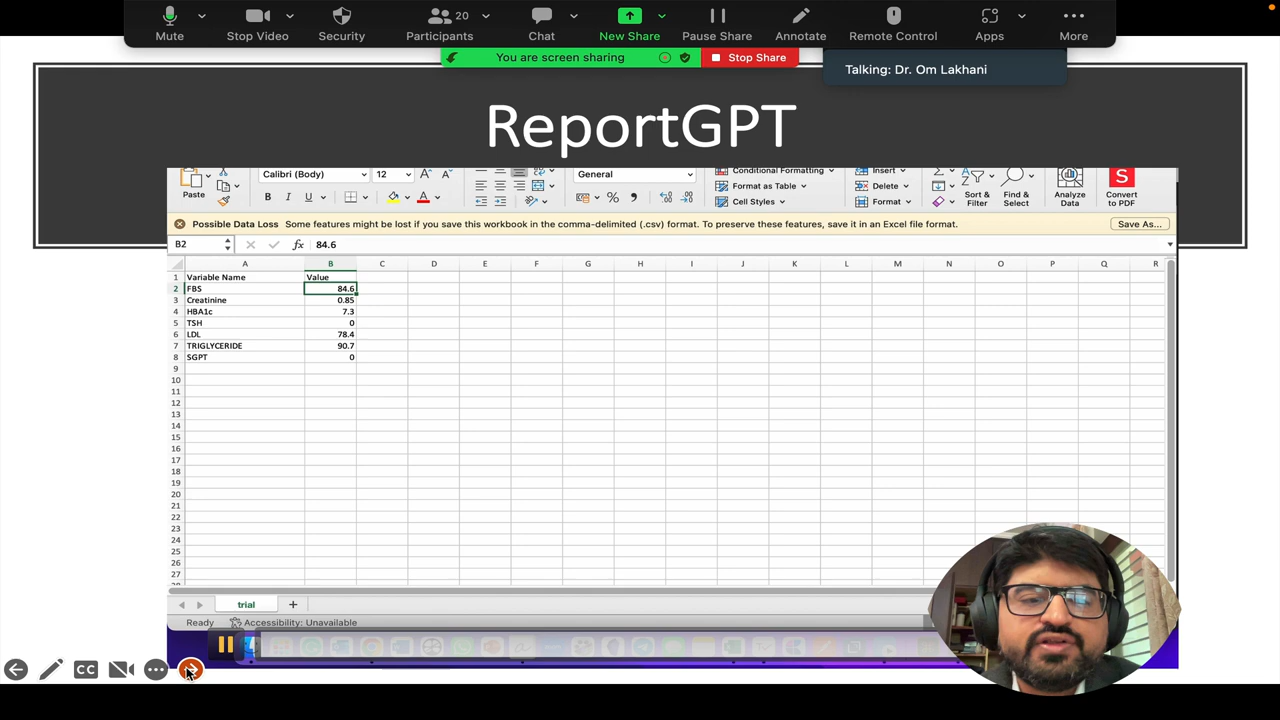 20
Mute
Stop Video
Security
Participants
Chat
New Share
Pause Share
Annotate
Remote Control
Apps
More
You are screen sharing
Stop Share
Talking: Dr. Om Lakhani
ReportGPT
Paste
Calibri (Body)
12
A
A
B
I
U
A
General
%
Conditional Formatting
Format as Table
Cell Styles
Insert
Delete
Format
Sort & Filter
Find & Select
Analyze Data
S
Convert to PDF
Possible Data Loss Some features might be lost if you save this workbook in the comma-delimited (.csv) format. To preserve these features, save it in an Excel file format.
Save As...
B2
fx
84.6
A B C D E F G H I J K L M N O P Q R
1 Variable Name Value
2 FBS 84.6
3 Creatinine 0.85
4 HBA1c 7.3
5 TSH 0
6 LDL 78.4
7 TRIGLYCERIDE 90.7
8 SGPT 0
9
10
11
12
13
14
15
16
17
18
19
20
21
22
23
24
25
26
27
trial
Ready
Accessibility: Unavailable
CC